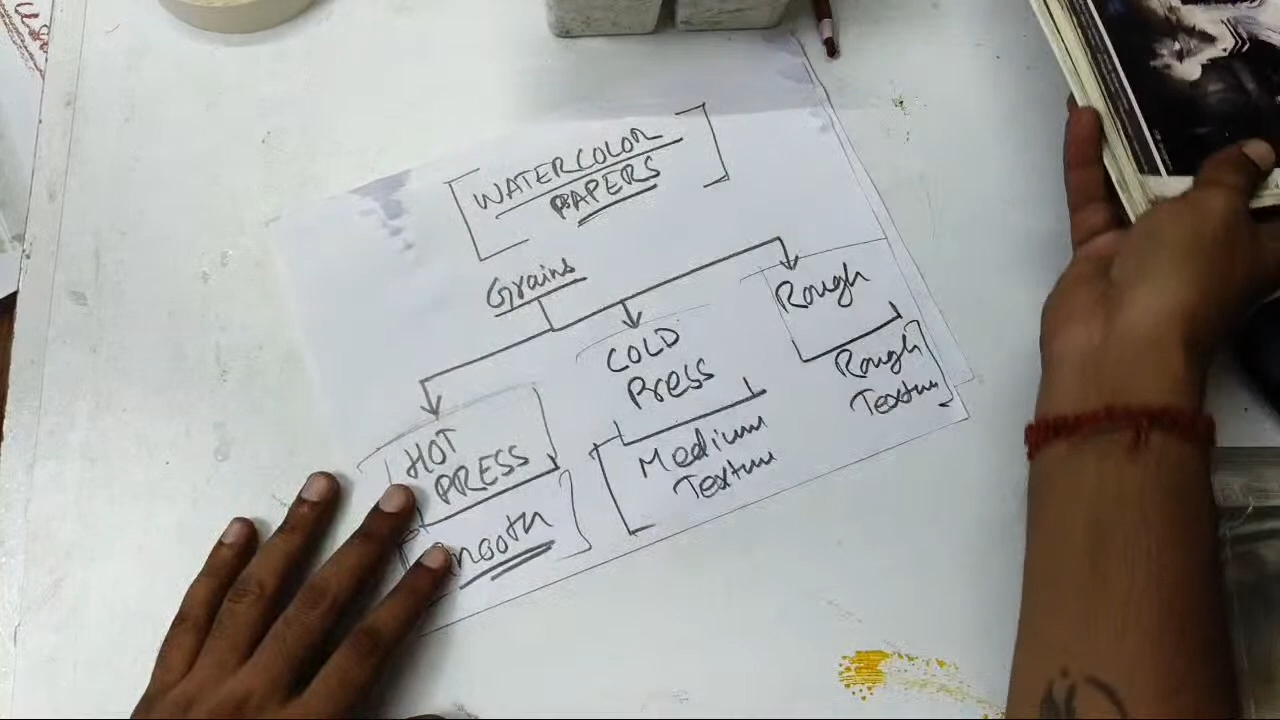 WATERCOLOR
PAPERS
Grains
HOT
PRESS
Smooth
COLD
Press
Medium
Texture
Rough
Rough
Texture